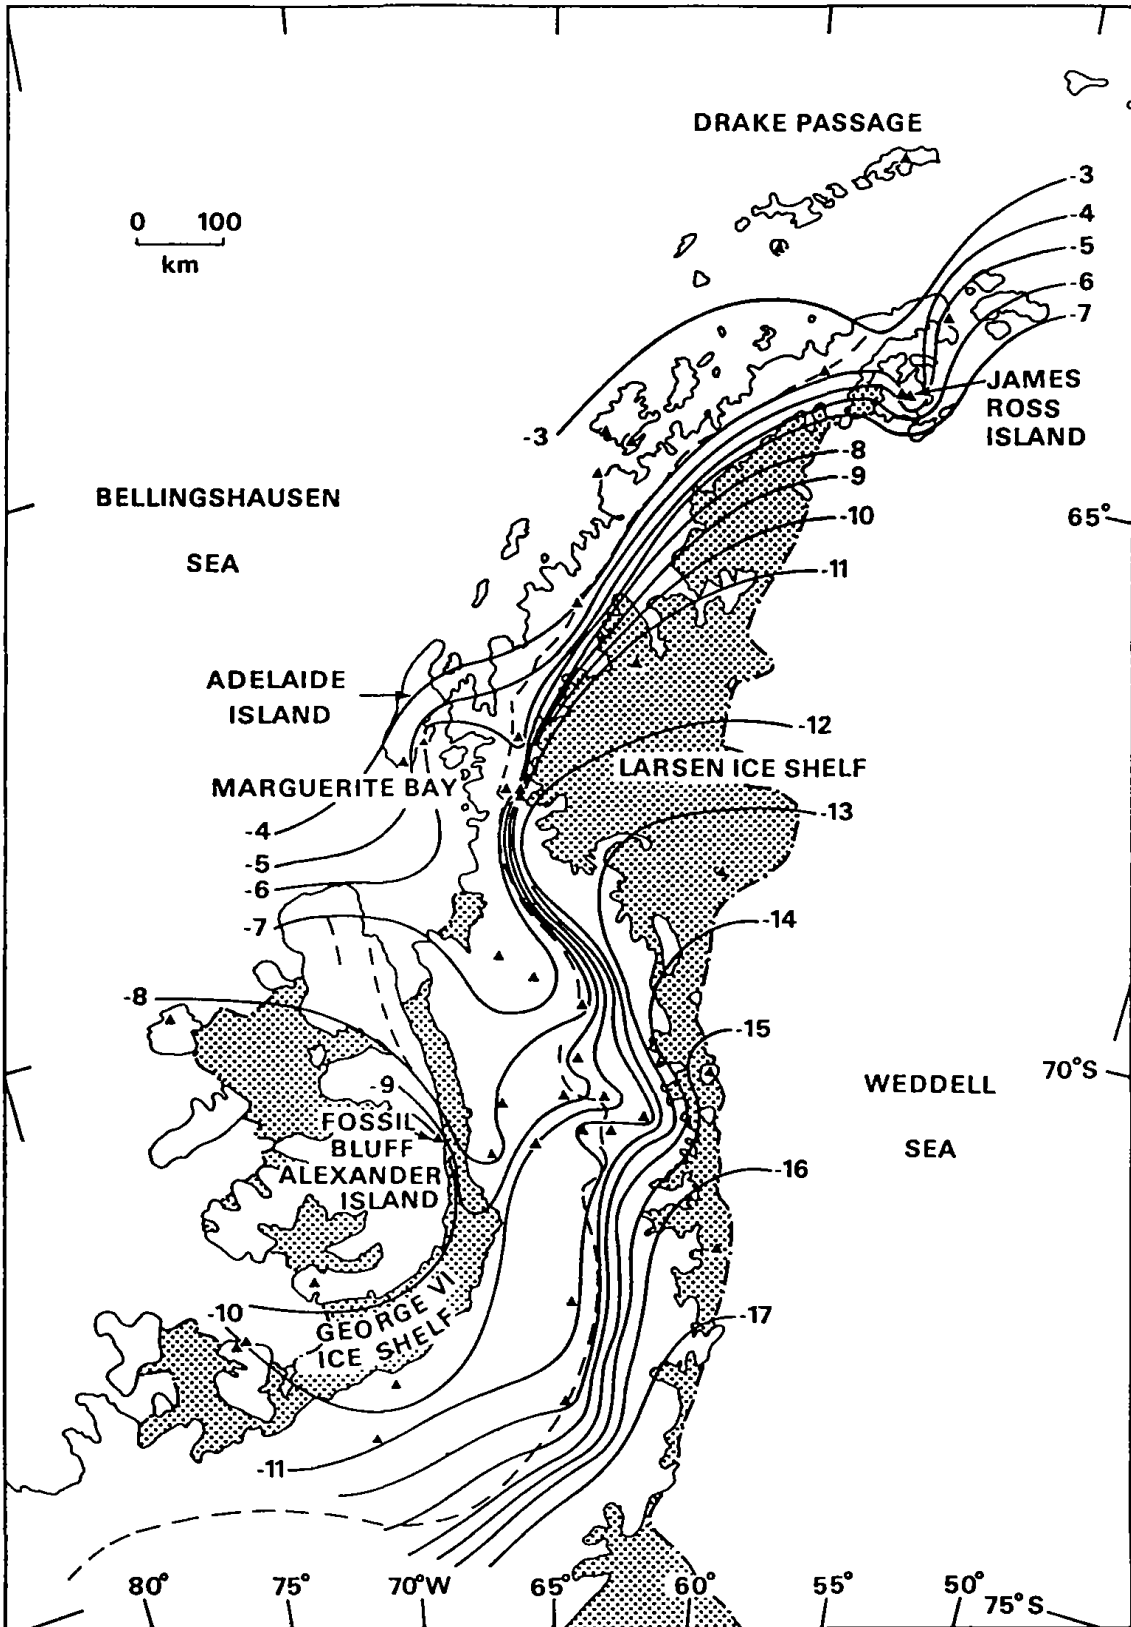 DRAKE PASSAGE
-3
0 100
-4
km
-5
-6
-7
JAMES
ROSS
ISLAND
-3
-8
-9
BELLINGSHAUSEN
-10
65°
SEA
-11
ADELAIDE
ISLAND
-12
LARSEN ICE SHELF
MARGUERITE BAY
-13
-4
-5
-6
-7
-14
-8
-15
70°S
-9
WEDDELL
FOSSIL
BLUFF
SEA
ALEXANDER
-16
ISLAND
-10
GEORGE VI
ICE SHELF
-17
-11
80° 75° 70°W 65° 60° 55° 50°
75°S